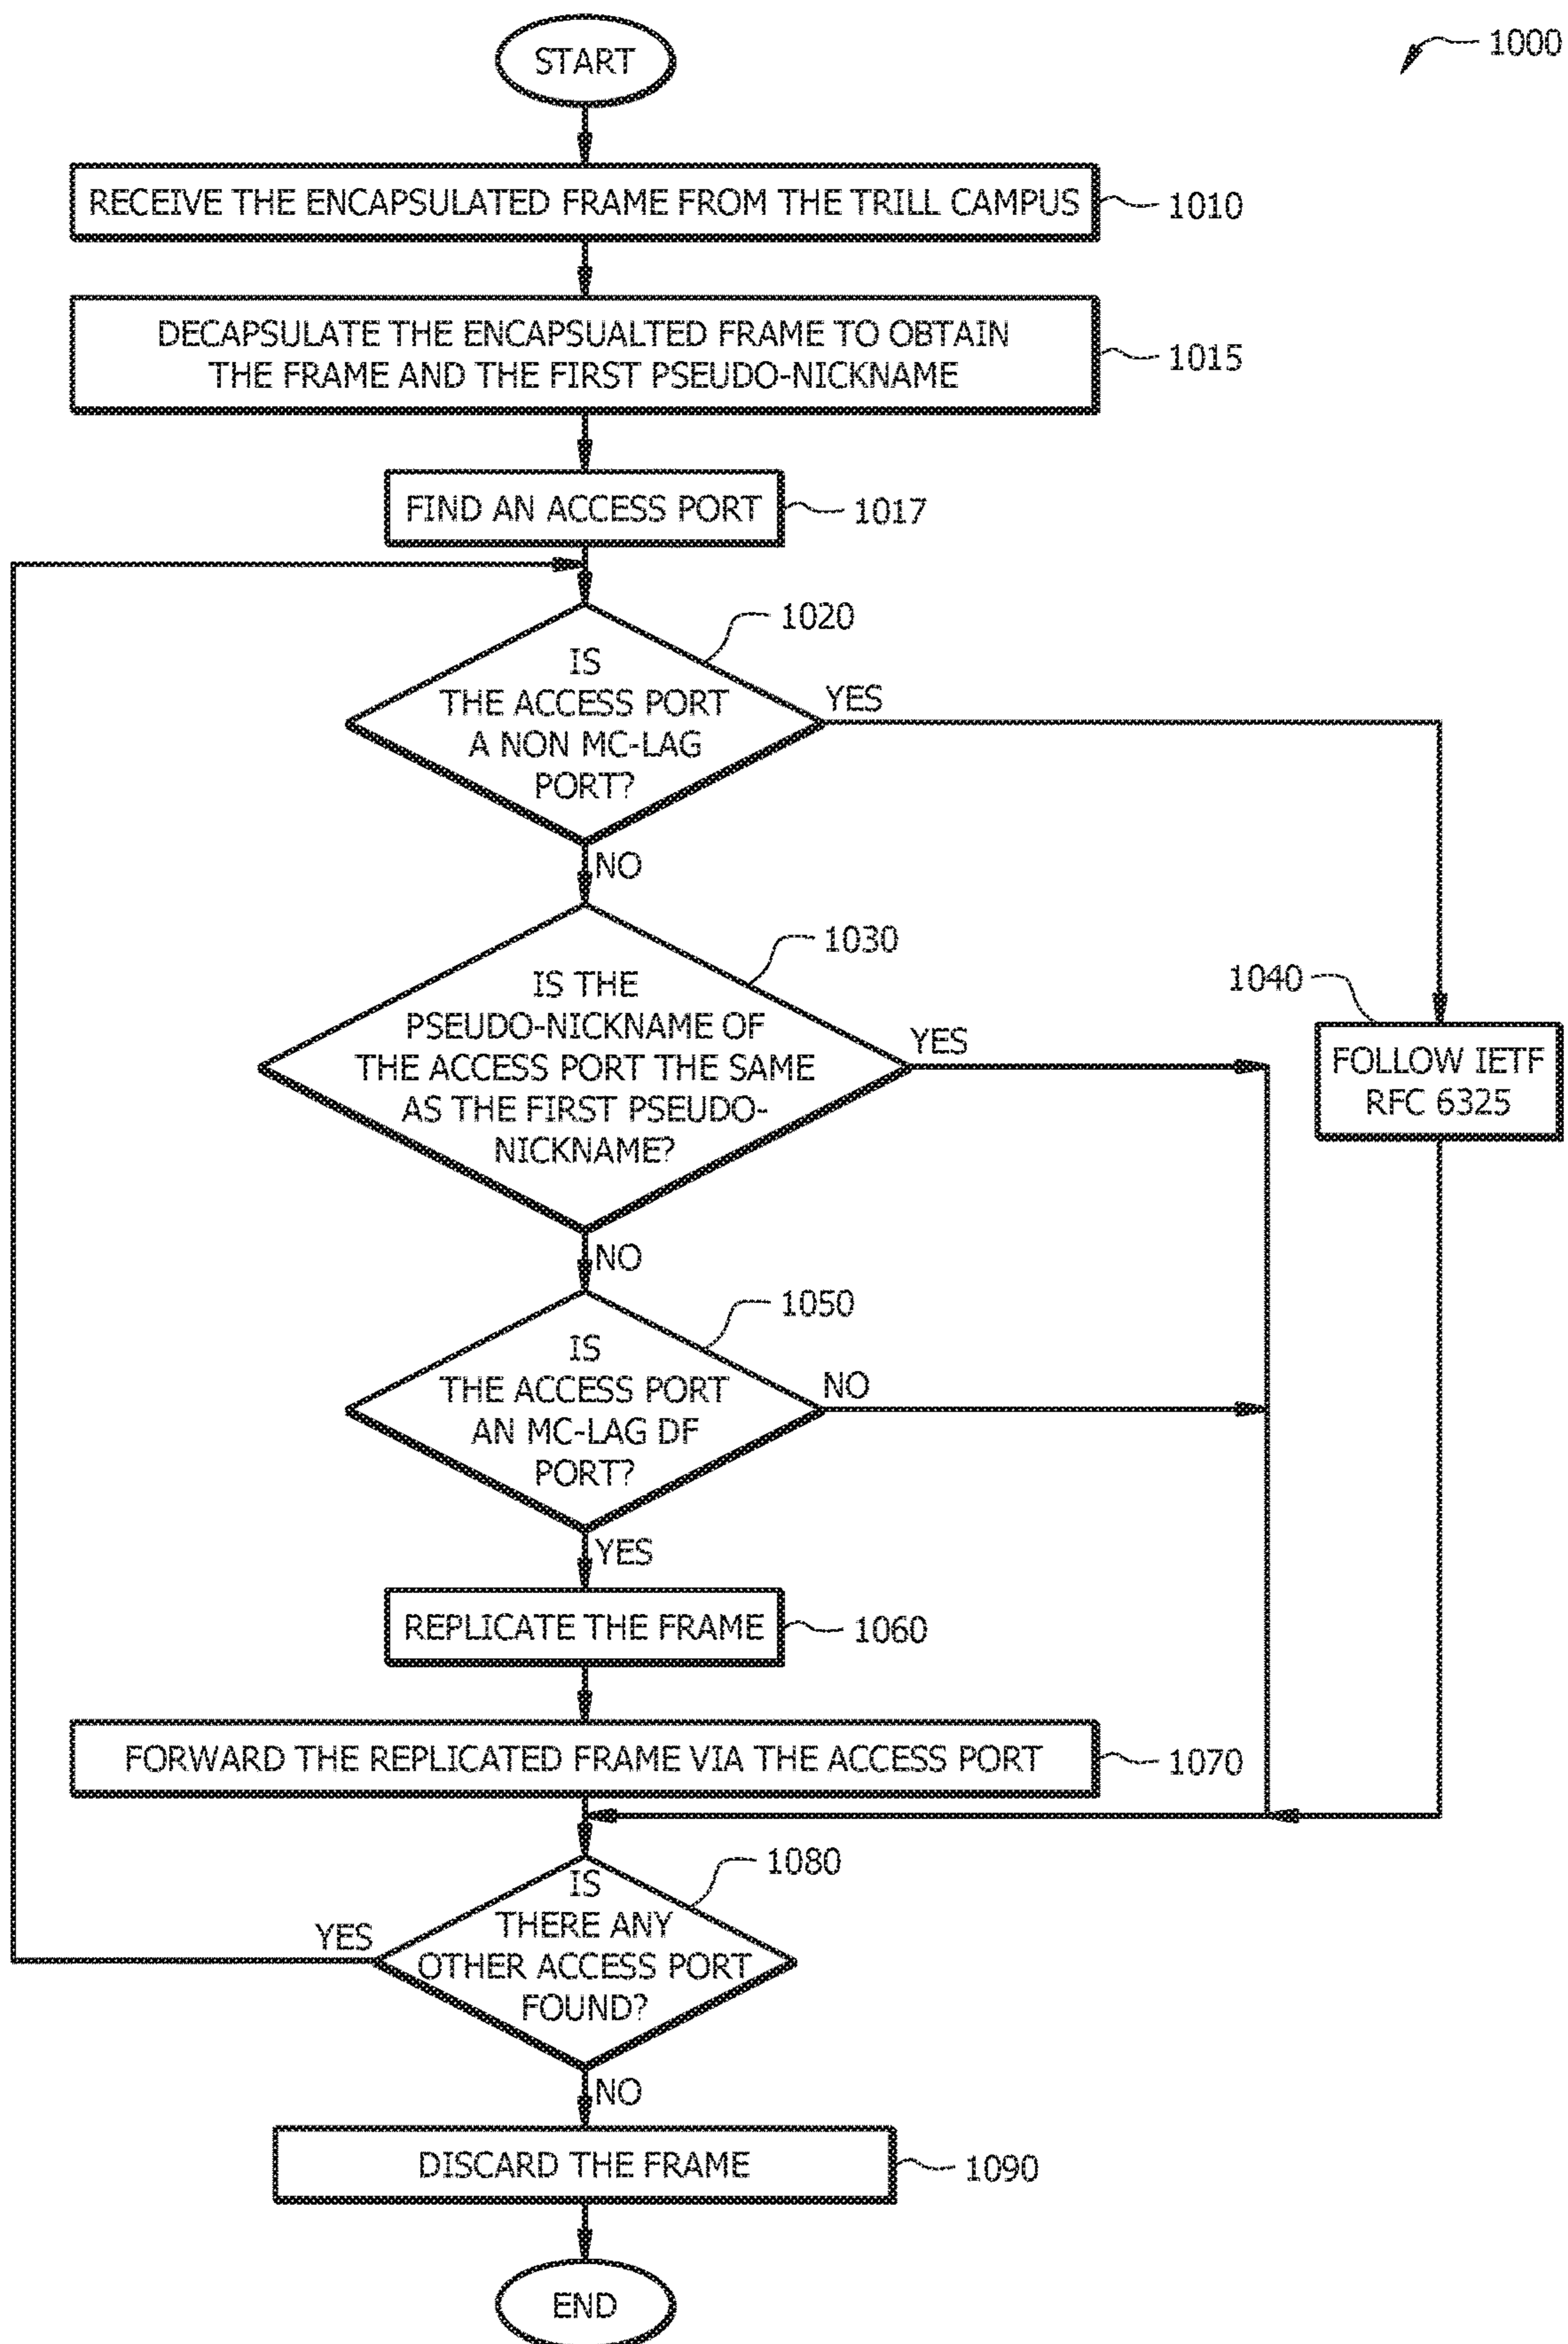 START
1000
RECEIVE THE ENCAPSULATED FRAME FROM THE TRILL CAMPUS
1010
DECAPSULATE THE ENCAPSUALTED FRAME TO OBTAIN
THE FRAME AND THE FIRST PSEUDO-NICKNAME
1015
FIND AN ACCESS PORT
1017
1020
IS
THE ACCESS PORT
A NON MC-LAG
PORT?
YES
NO
1030
IS THE
PSEUDO-NICKNAME OF
THE ACCESS PORT THE SAME
AS THE FIRST PSEUDO-
NICKNAME?
YES
1040
FOLLOW IETF
RFC 6325
NO
1050
IS
THE ACCESS PORT
AN MC-LAG DF
PORT?
NO
YES
REPLICATE THE FRAME
1060
FORWARD THE REPLICATED FRAME VIA THE ACCESS PORT
1070
1080
IS
THERE ANY
OTHER ACCESS PORT
FOUND?
YES
NO
DISCARD THE FRAME
1090
END